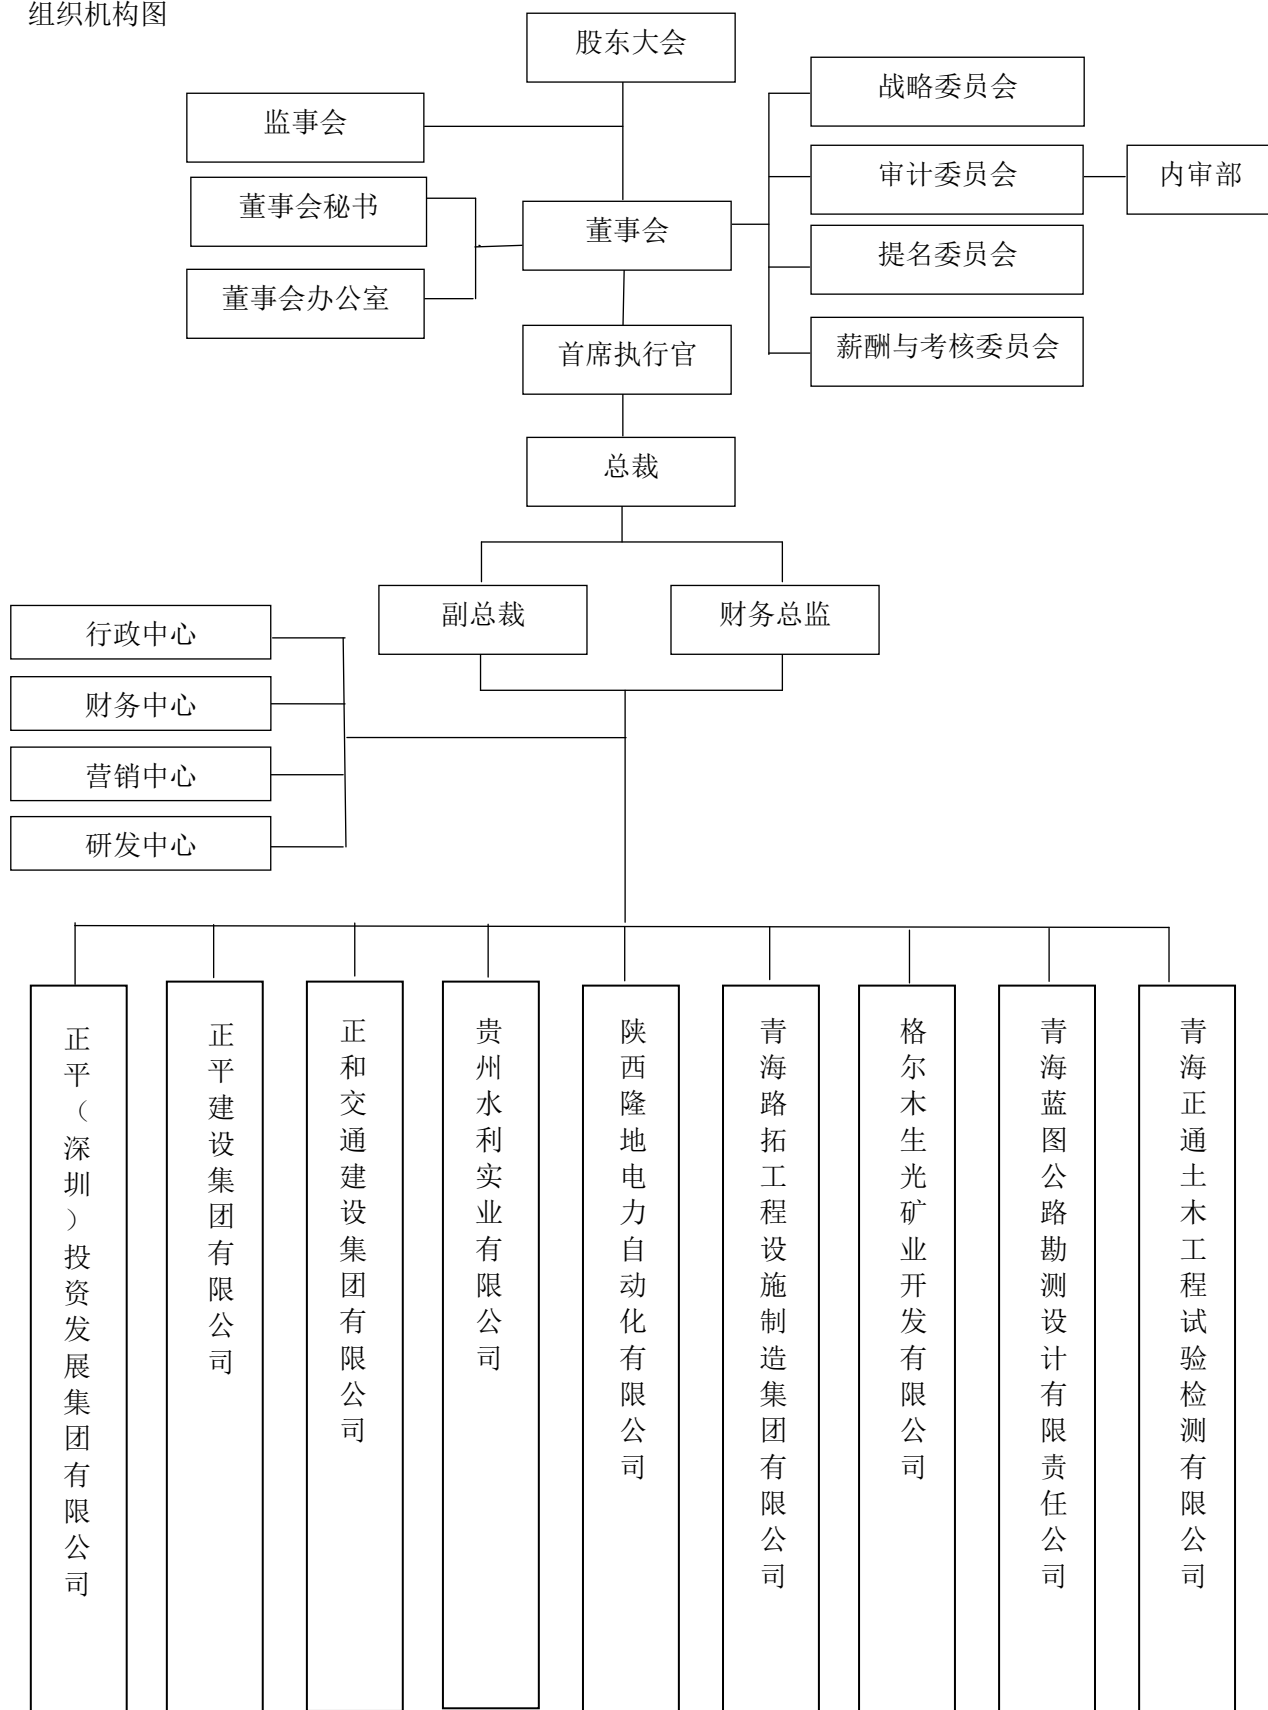 组织机构图
股东大会
战略委员会
监事会
审计委员会
内审部
董事会秘书
董事会
提名委员会
董事会办公室
首席执行官
薪酬与考核委员会
总裁
副总裁
财务总监
行政中心
财务中心
营销中心
研发中心
正平（深圳）投资发展集团有限公司
正平建设集团有限公司
正和交通建设集团有限公司
贵州水利实业有限公司
陕西隆地电力自动化有限公司
青海路拓工程设施制造集团有限公司
格尔木生光矿业开发有限公司
青海蓝图公路勘测设计有限责任公司
青海正通土木工程试验检测有限公司